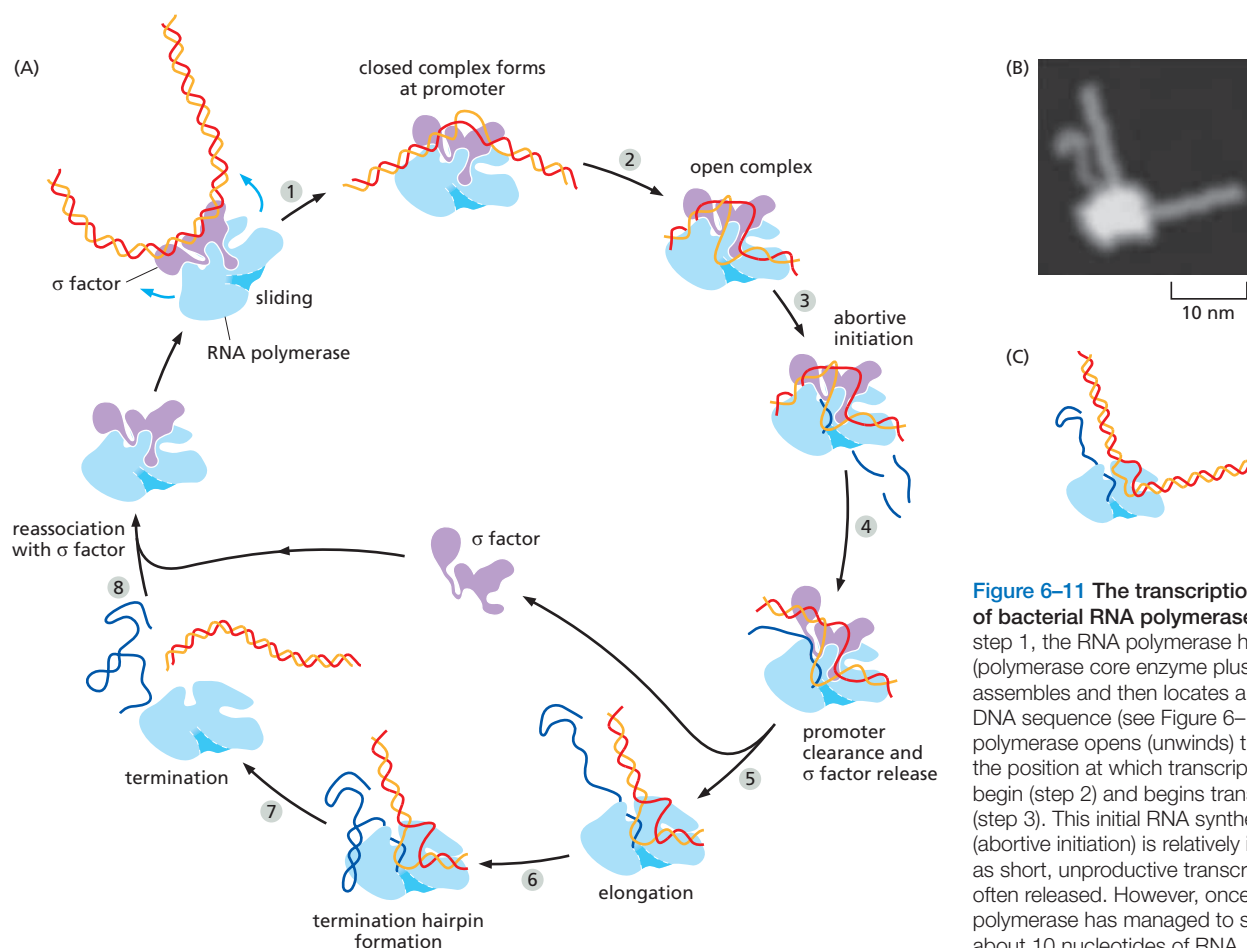 (A)
closed complex forms
at promoter
1
2
open complex
σ factor
sliding
RNA polymerase
3
abortive
initiation
4
reassociation
with σ factor
σ factor
8
promoter
clearance and
σ factor release
5
termination
7
6
elongation
termination hairpin
formation
(B)
10 nm
(C)
Figure 6–11 The transcription
of bacterial RNA polymerase
step 1, the RNA polymerase h
(polymerase core enzyme plus
assembles and then locates a
DNA sequence (see Figure 6–
polymerase opens (unwinds) t
the position at which transcrip
begin (step 2) and begins trans
(step 3). This initial RNA synthe
(abortive initiation) is relatively i
as short, unproductive transcr
often released. However, once
polymerase has managed to s
about 10 nucleotides of RNA